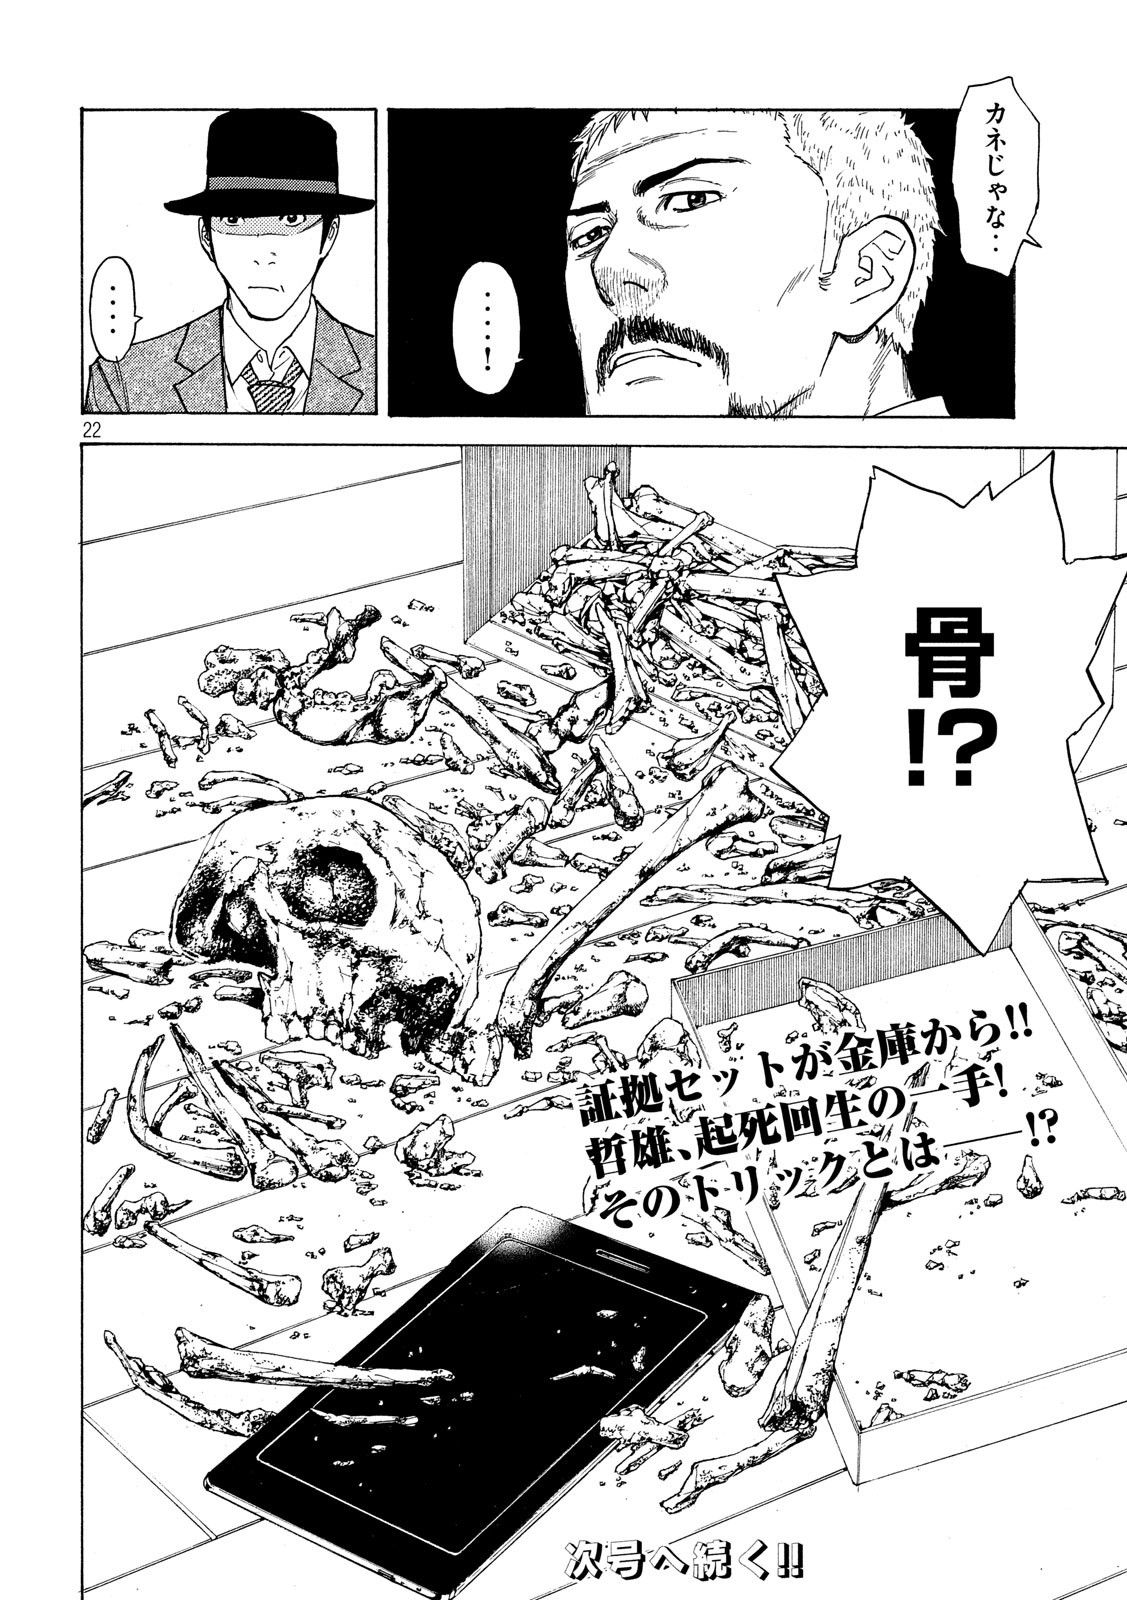 カネじゃな‥
‥‥‥！
‥‥‥
22
骨
!?
証拠セットが金庫から!!
哲雄、起死回生の一手!
そのトリックとは――!?
次号へ続く!!